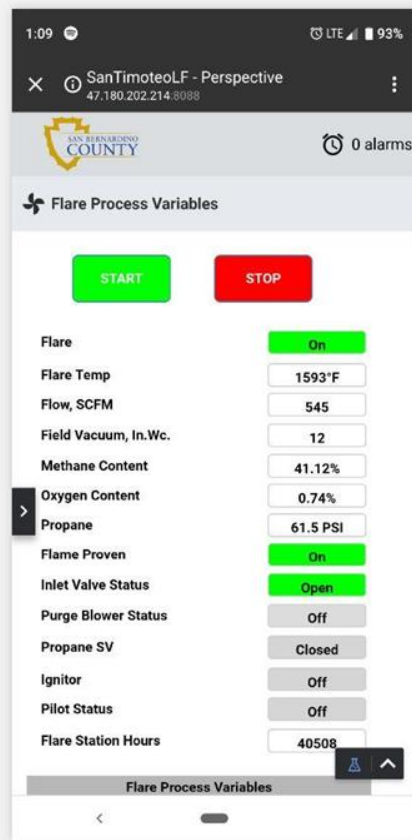 1:09 LTE 93%
SanTimoteoLF - Perspective
47.180.202.214:8088
SAN BERNARDINO
COUNTY
0 alarms
Flare Process Variables
START STOP
Flare On
Flare Temp 1593°F
Flow, SCFM 545
Field Vacuum, In.Wc. 12
Methane Content 41.12%
Oxygen Content 0.74%
Propane 61.5 PSI
Flame Proven On
Inlet Valve Status Open
Purge Blower Status Off
Propane SV Closed
Ignitor Off
Pilot Status Off
Flare Station Hours 40508
Flare Process Variables